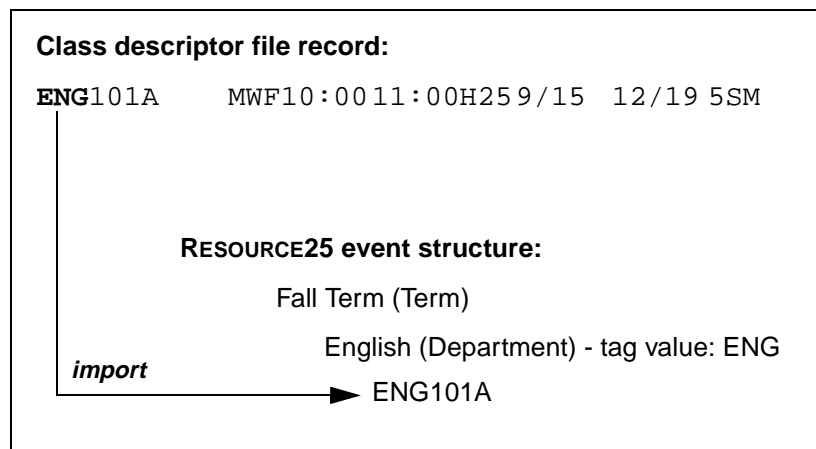 Class descriptor file record:
ENG101A MWF10:0011:00H259/15 12/19 5SM
RESOURCE25 event structure:
Fall Term (Term)
English (Department) - tag value: ENG
import
ENG101A